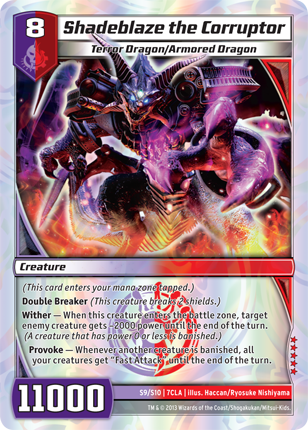 8
Shadeblaze the Corruptor
Terror Dragon/Armored Dragon
Creature
(This card enters your mana zone tapped.)
Double Breaker (This creature breaks 2 shields.)
Wither — When this creature enters the battle zone, target
enemy creature gets -2000 power until the end of the turn.
(A creature that has power 0 or less is banished.)
Provoke — Whenever another creature is banished, all
your creatures get "Fast Attack" until the end of the turn.
11000
S9/S10 | 7CLA | illus. Haccan/Ryosuke Nishiyama
TM & © 2013 Wizards of the Coast/Shogakukan/Mitsui-Kids.